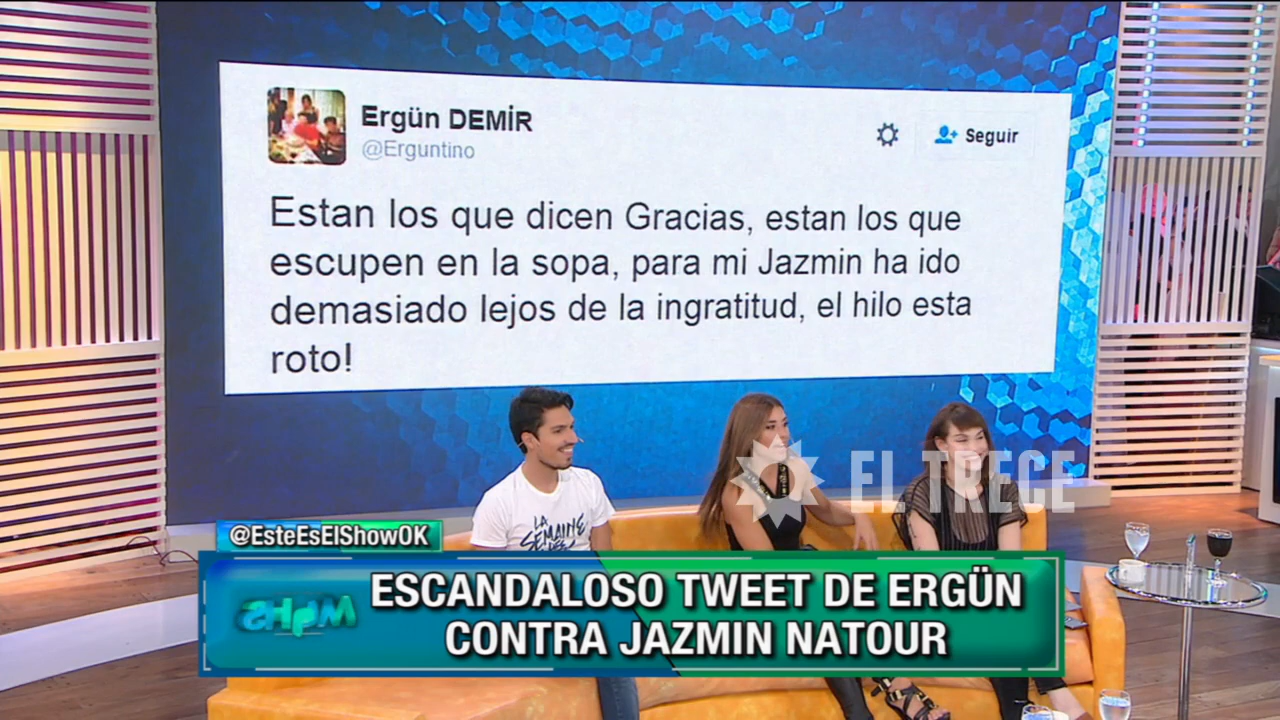 Ergün DEMİR
@Erguntino
Seguir
Estan los que dicen Gracias, estan los que
escupen en la sopa, para mi Jazmin ha ido
demasiado lejos de la ingratitud, el hilo esta
roto!
EL TRECE
LA
SEMAINE
@EsteEsElShowOK
ESCANDALOSO TWEET DE ERGÜN
CONTRA JAZMIN NATOUR